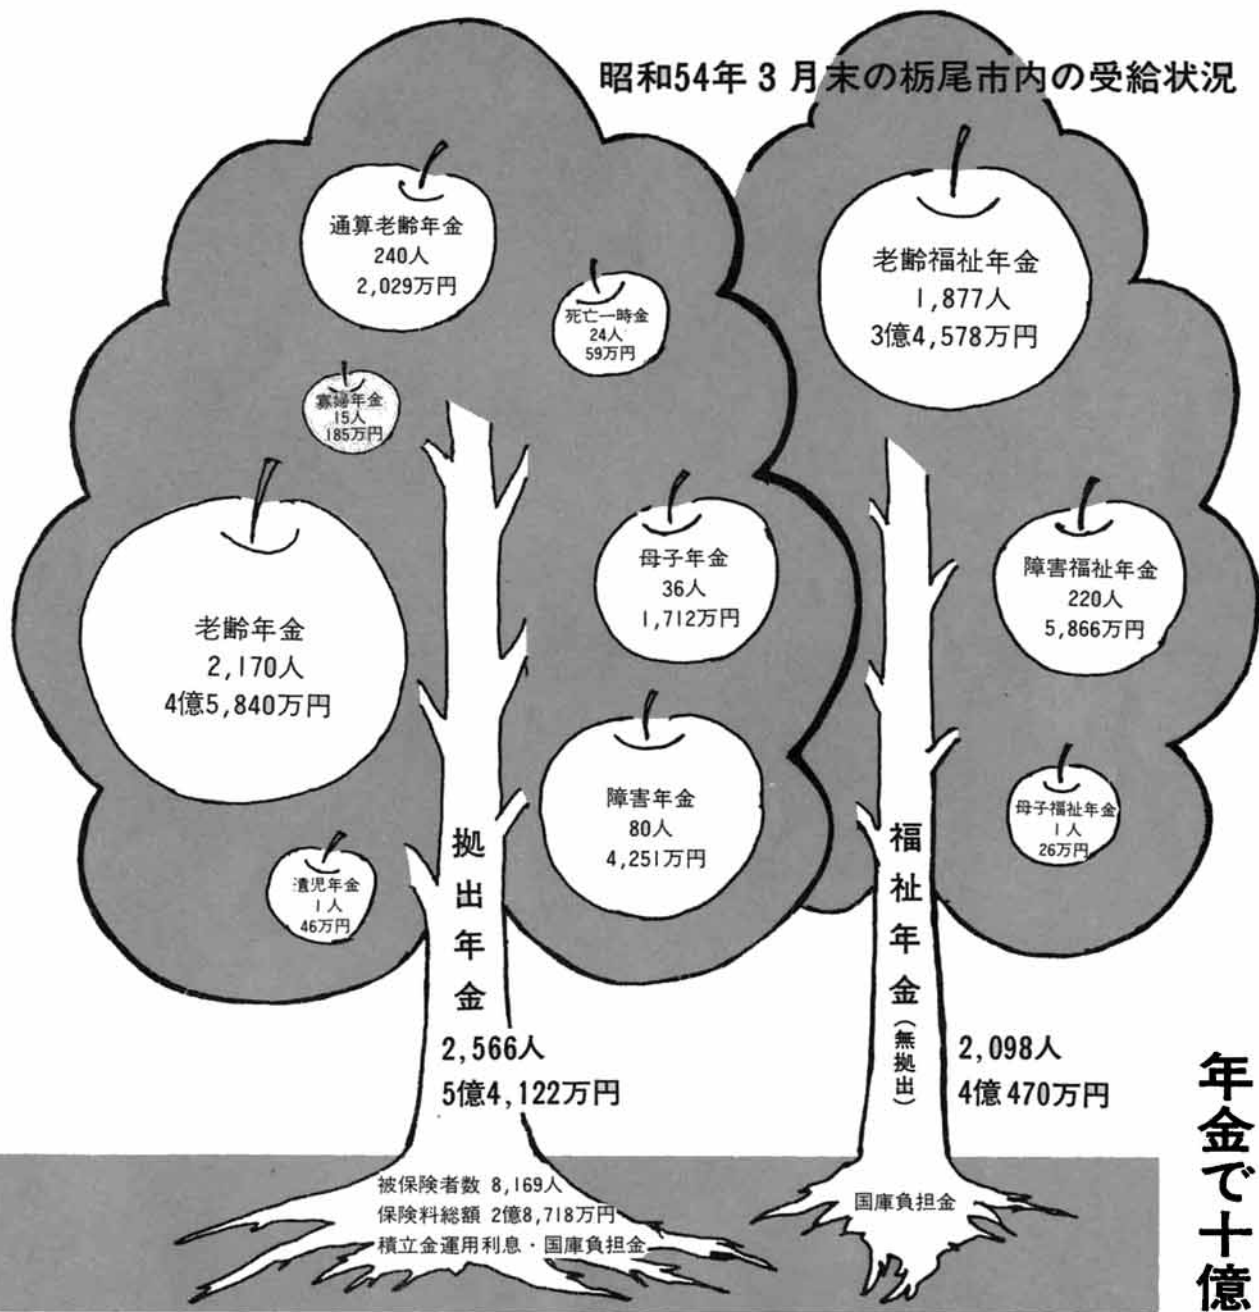 昭和54年3月末の栃尾市内の受給状況
通算老齢年金
240人
2,029万円
死亡一時金
24人
59万円
寡婦年金
15人
185万円
老齢年金
2,170人
4億5,840万円
母子年金
36人
1,712万円
障害年金
80人
4,251万円
遺児年金
1人
46万円
拠出年金
2,566人
5億4,122万円
被保険者数 8,169人
保険料総額 2億8,718万円
積立金運用利息・国庫負担金
老齢福祉年金
1,877人
3億4,578万円
障害福祉年金
220人
5,866万円
母子福祉年金
1人
26万円
福祉年金(無拠出)
2,098人
4億470万円
国庫負担金
年金で十億